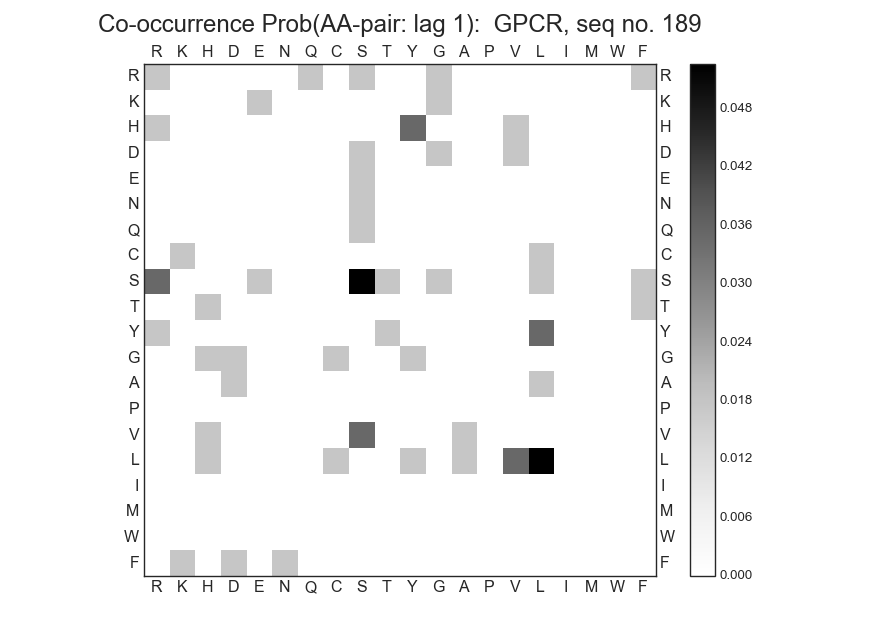 Co-occurrence Prob(AA-pair: lag 1):  GPCR, seq no. 189
R K H D E N Q C S T Y G A P V L I M W F
R R
K K
H H
D D
E E
N N
Q Q
C C
S S
T T
Y Y
G G
A A
P P
V V
L L
I I
M M
W W
F F
R K H D E N Q C S T Y G A P V L I M W F
0.048
0.042
0.036
0.030
0.024
0.018
0.012
0.006
0.000